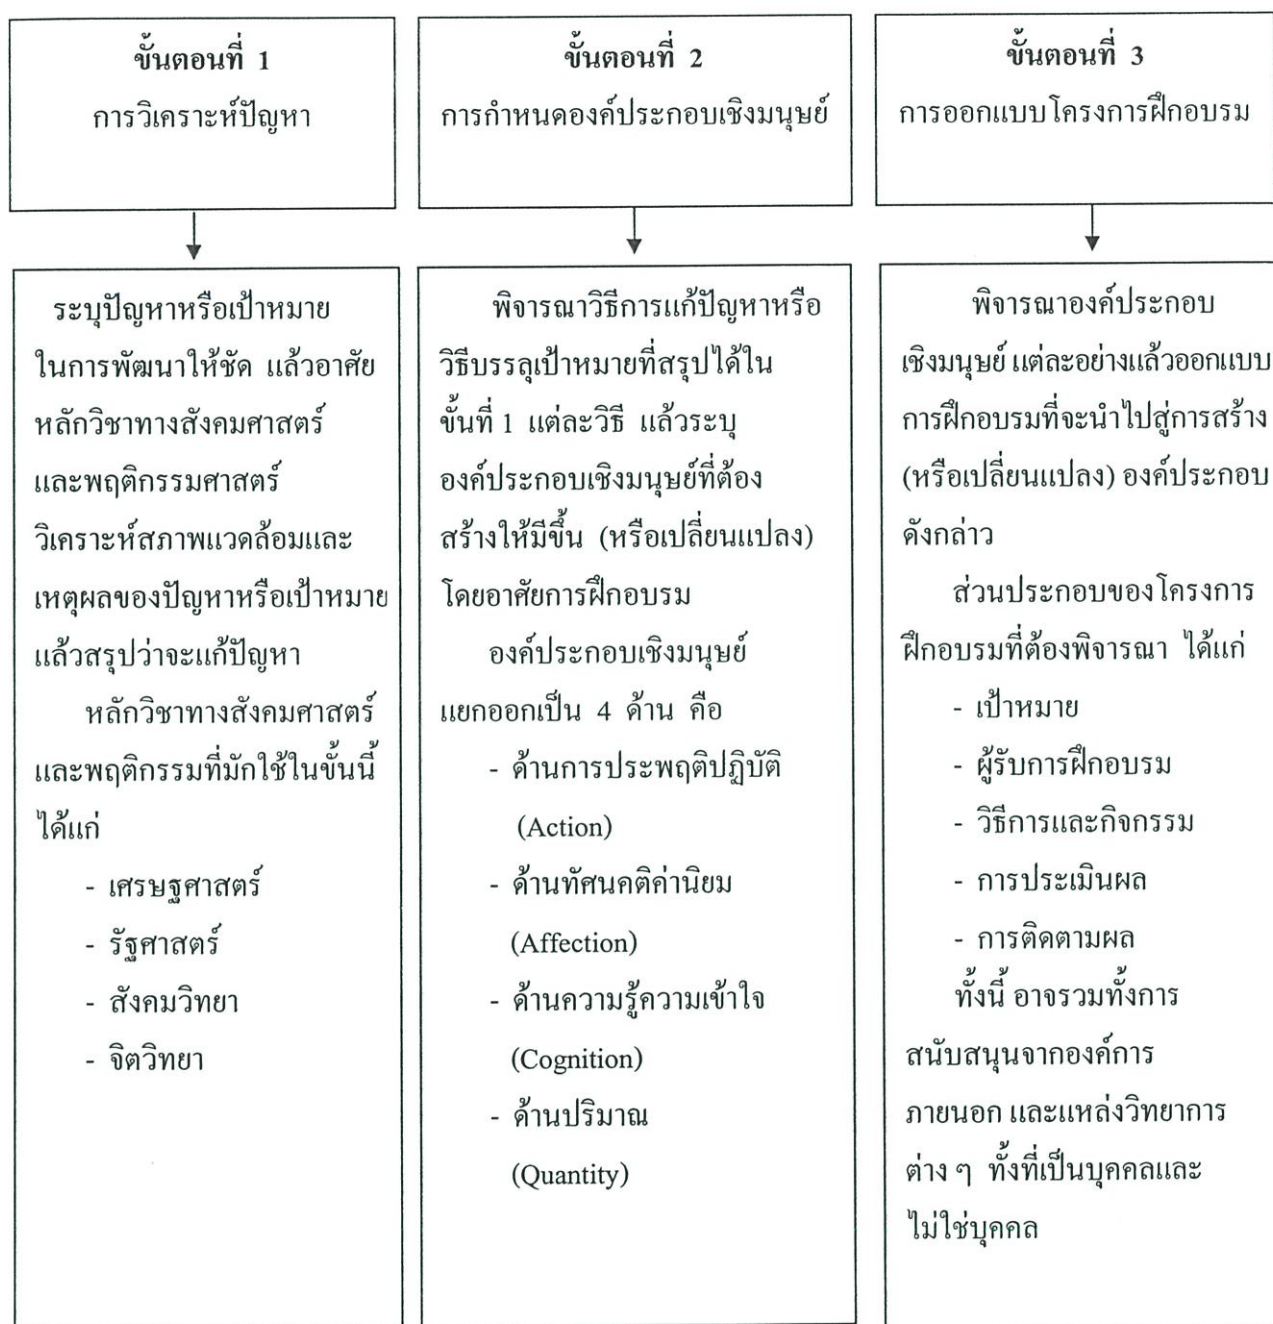 ขั้นตอนที่ 1
การวิเคราะห์ปัญหา
ขั้นตอนที่ 2
การกำหนดองค์ประกอบเชิงมนุษย์
ขั้นตอนที่ 3
การออกแบบโครงการฝึกอบรม
ระบุปัญหาหรือเป้าหมาย
ในการพัฒนาให้ชัด แล้วอาศัย
หลักวิชาทางสังคมศาสตร์
และพฤติกรรมศาสตร์
วิเคราะห์สภาพแวดล้อมและ
เหตุผลของปัญหาหรือเป้าหมาย
แล้วสรุปว่าจะแก้ปัญหา
หลักวิชาทางสังคมศาสตร์
และพฤติกรรมที่มักใช้ในขั้นนี้
ได้แก่
- เศรษฐศาสตร์
- รัฐศาสตร์
- สังคมวิทยา
- จิตวิทยา
พิจารณาวิธีการแก้ปัญหาหรือ
วิธีบรรลุเป้าหมายที่สรุปได้ใน
ขั้นที่ 1 แต่ละวิธี แล้วระบุ
องค์ประกอบเชิงมนุษย์ที่ต้อง
สร้างให้มีขึ้น (หรือเปลี่ยนแปลง)
โดยอาศัยการฝึกอบรม
องค์ประกอบเชิงมนุษย์
แยกออกเป็น 4 ด้าน คือ
- ด้านการประพฤติปฏิบัติ
(Action)
- ด้านทัศนคติค่านิยม
(Affection)
- ด้านความรู้ความเข้าใจ
(Cognition)
- ด้านปริมาณ
(Quantity)
พิจารณาองค์ประกอบ
เชิงมนุษย์ แต่ละอย่างแล้วออกแบบ
การฝึกอบรมที่จะนำไปสู่การสร้าง
(หรือเปลี่ยนแปลง) องค์ประกอบ
ดังกล่าว
ส่วนประกอบของโครงการ
ฝึกอบรมที่ต้องพิจารณา ได้แก่
- เป้าหมาย
- ผู้รับการฝึกอบรม
- วิธีการและกิจกรรม
- การประเมินผล
- การติดตามผล
ทั้งนี้ อาจรวมทั้งการ
สนับสนุนจากองค์การ
ภายนอก และแหล่งวิทยาการ
ต่าง ๆ ทั้งที่เป็นบุคคลและ
ไม่ใช่บุคคล